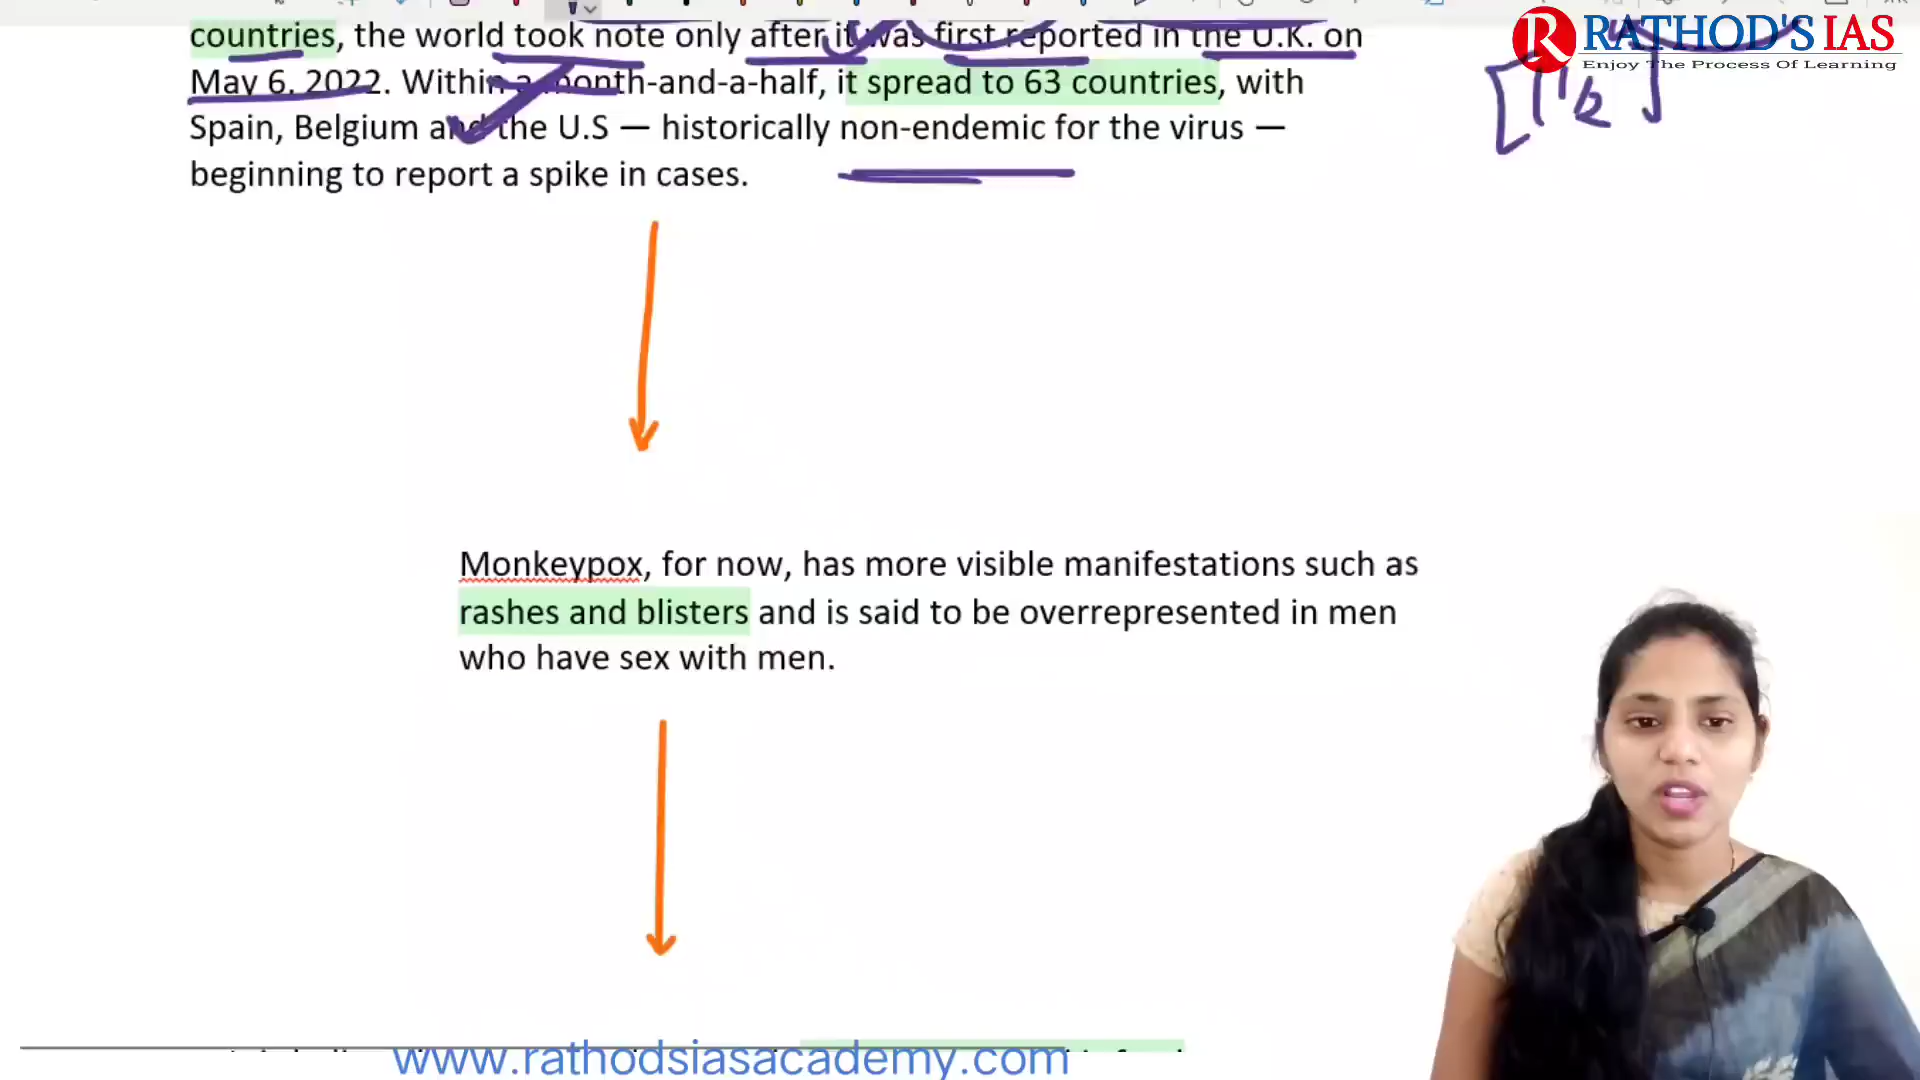 RATHOD'S IAS
Enjoy The Process Of Learning
countries, the world took note only after it was first reported in the U.K. on
May 6, 2022. Within a month-and-a-half, it spread to 63 countries, with
Spain, Belgium and the U.S — historically non-endemic for the virus —
beginning to report a spike in cases.
Monkeypox, for now, has more visible manifestations such as
rashes and blisters and is said to be overrepresented in men
who have sex with men.
www.rathodsiasacademy.com